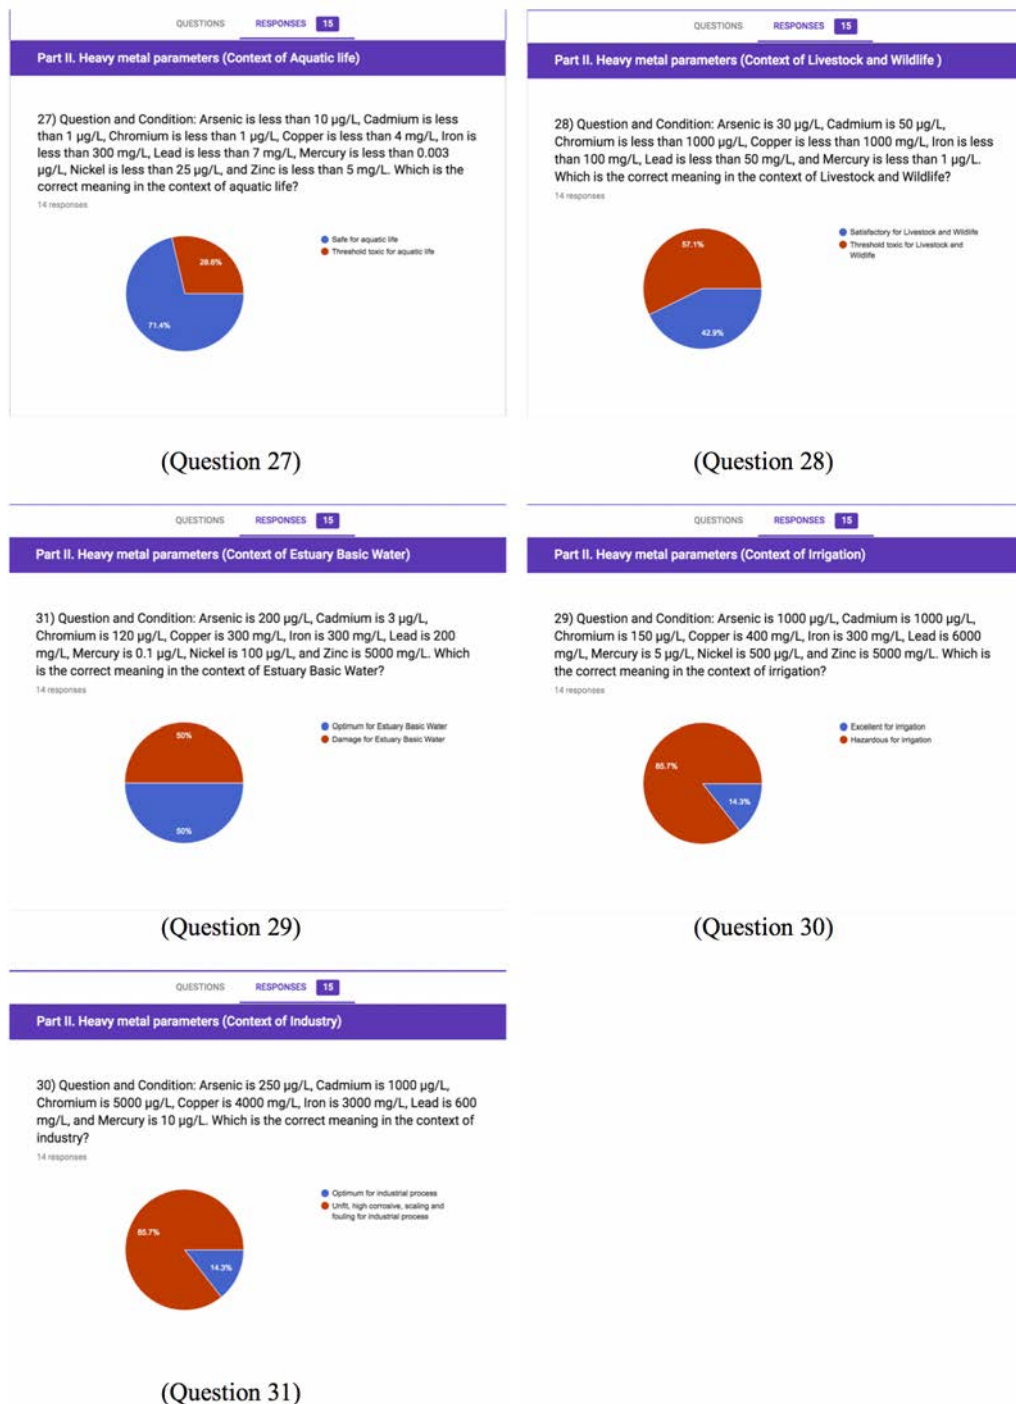 QUESTIONS RESPONSES 15
Part II. Heavy metal parameters (Context of Aquatic life)
27) Question and Condition: Arsenic is less than 10 µg/L, Cadmium is less
than 1 µg/L, Chromium is less than 1 µg/L, Copper is less than 4 mg/L, Iron is
less than 300 mg/L, Lead is less than 7 mg/L, Mercury is less than 0.003
µg/L, Nickel is less than 25 µg/L, and Zinc is less than 5 mg/L. Which is the
correct meaning in the context of aquatic life?
14 responses
Safe for aquatic life
Threshold toxic for aquatic life
28.6%
71.4%
(Question 27)
QUESTIONS RESPONSES 15
Part II. Heavy metal parameters (Context of Livestock and Wildlife )
28) Question and Condition: Arsenic is 30 µg/L, Cadmium is 50 µg/L,
Chromium is less than 1000 µg/L, Copper is less than 1000 mg/L, Iron is less
than 100 mg/L, Lead is less than 50 mg/L, and Mercury is less than 1 µg/L.
Which is the correct meaning in the context of Livestock and Wildlife?
14 responses
Satisfactory for Livestock and Wildlife
Threshold toxic for Livestock and
Wildlife
57.1%
42.9%
(Question 28)
QUESTIONS RESPONSES 15
Part II. Heavy metal parameters (Context of Estuary Basic Water)
31) Question and Condition: Arsenic is 200 µg/L, Cadmium is 3 µg/L,
Chromium is 120 µg/L, Copper is 300 mg/L, Iron is 300 mg/L, Lead is 200
mg/L, Mercury is 0.1 µg/L, Nickel is 100 µg/L, and Zinc is 5000 mg/L. Which
is the correct meaning in the context of Estuary Basic Water?
14 responses
Optimum for Estuary Basic Water
Damage for Estuary Basic Water
50%
50%
(Question 29)
QUESTIONS RESPONSES 15
Part II. Heavy metal parameters (Context of Irrigation)
29) Question and Condition: Arsenic is 1000 µg/L, Cadmium is 1000 µg/L,
Chromium is 150 µg/L, Copper is 400 mg/L, Iron is 300 mg/L, Lead is 6000
mg/L, Mercury is 5 µg/L, Nickel is 500 µg/L, and Zinc is 5000 mg/L. Which is
the correct meaning in the context of irrigation?
14 responses
Excellent for irrigation
Hazardous for irrigation
85.7%
14.3%
(Question 30)
QUESTIONS RESPONSES 15
Part II. Heavy metal parameters (Context of Industry)
30) Question and Condition: Arsenic is 250 µg/L, Cadmium is 1000 µg/L,
Chromium is 5000 µg/L, Copper is 4000 mg/L, Iron is 3000 mg/L, Lead is 600
mg/L, and Mercury is 10 µg/L. Which is the correct meaning in the context of
industry?
14 responses
Optimum for industrial process
Unfit, high corrosive, scaling and
fouling for industrial process
85.7%
14.3%
(Question 31)